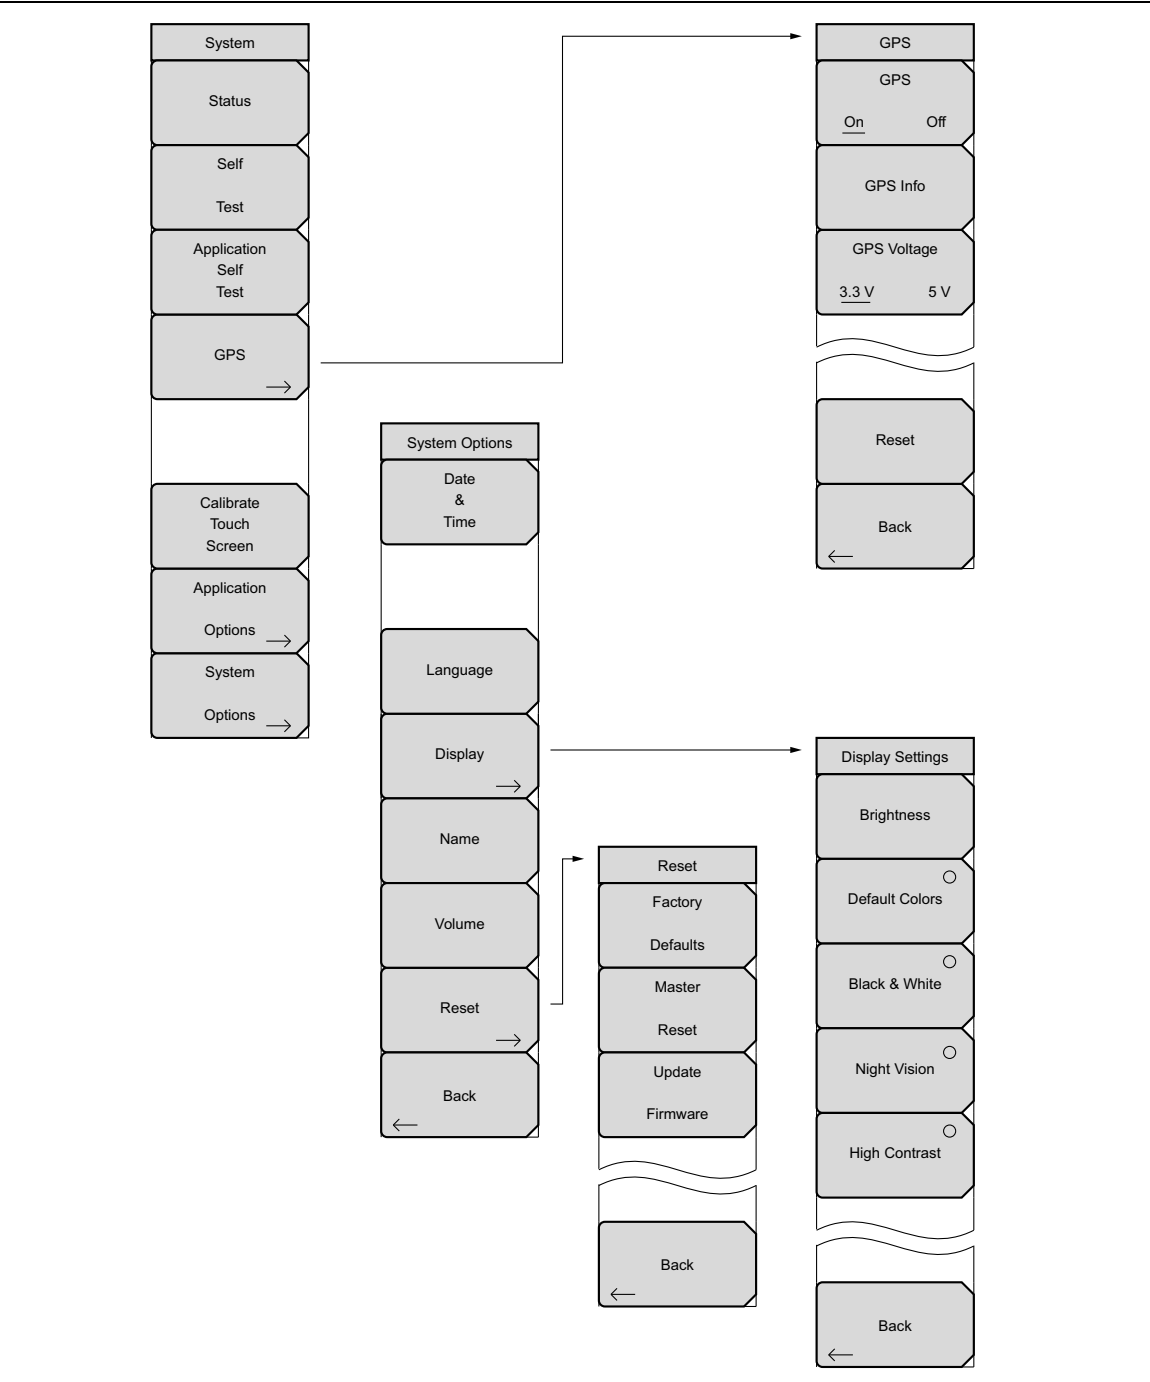 System
Status
Self
Test
Application
Self
Test
GPS
Calibrate
Touch
Screen
Application
Options
System
Options
System Options
Date
&
Time
Language
Display
Name
Volume
Reset
Back
Reset
Factory
Defaults
Master
Reset
Update
Firmware
Back
GPS
GPS
On Off
GPS Info
GPS Voltage
3.3 V 5 V
Reset
Back
Display Settings
Brightness
Default Colors
Black & White
Night Vision
High Contrast
Back